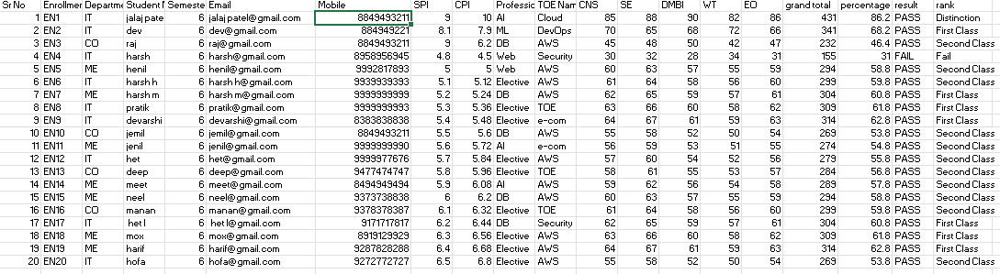 Sr No Enrollmer Departme Student N Semeste Email Mobile SPI CPI Professic TOE Nam CNS SE DMBI WT EO grand total percentage result rank
1 EN1 IT jalaj pate 6 jalaj patel@gmail.com 8849493211 9 10 AI Cloud 85 88 90 82 86 431 86.2 PASS Distinction
2 EN2 IT dev 6 dev@gmail.com 884949221 8.1 7.9 ML DevOps 70 65 68 72 66 341 68.2 PASS First Class
3 EN3 CO raj 6 raj@gmail.com 8849493211 9 6.2 DB AWS 45 48 50 42 47 232 46.4 PASS Second Class
4 EN4 IT harsh 6 harsh@gmail.com 8958956945 4.8 4.5 Web Security 30 32 28 34 31 155 31 FAIL Fail
5 EN5 ME henil 6 henil@gmail.com 9992817893 5 5 Web AWS 60 63 57 55 59 294 58.8 PASS Second Class
6 EN6 IT harsh h 6 harsh h@gmail.com 9939939393 5.1 5.12 Elective AWS 61 64 58 56 60 299 59.8 PASS Second Class
7 EN7 ME harsh m 6 harsh m@gmail.com 9999999999 5.2 5.24 DB AWS 62 65 59 57 61 304 60.8 PASS First Class
8 EN8 IT pratik 6 pratik@gmail.com 9999999993 5.3 5.36 Elective TOE 63 66 60 58 62 309 61.8 PASS First Class
9 EN9 IT devarshi 6 devarshi@gmail.com 8383838838 5.4 5.48 Elective e-com 64 67 61 59 63 314 62.8 PASS First Class
10 EN10 CO jemil 6 jemil@gmail.com 8849493211 5.5 5.6 DB AWS 55 58 52 50 54 269 53.8 PASS Second Class
11 EN11 ME jenil 6 jenil@gmail.com 9999999990 5.6 5.72 AI e-com 56 59 53 51 55 274 54.8 PASS Second Class
12 EN12 IT het 6 het@gmail.com 9999977676 5.7 5.84 Elective AWS 57 60 54 52 56 279 55.8 PASS Second Class
13 EN13 CO deep 6 deep@gmail.com 9477474747 5.8 5.96 Elective TOE 58 61 55 53 57 284 56.8 PASS Second Class
14 EN14 ME meet 6 meet@gmail.com 8494949494 5.9 6.08 AI AWS 59 62 56 54 58 289 57.8 PASS Second Class
15 EN15 ME neel 6 neel@gmail.com 9373738838 6 6.2 DB AWS 60 63 57 55 59 294 58.8 PASS Second Class
16 EN16 CO manan 6 manan@gmail.com 9378378387 6.1 6.32 Elective TOE 61 64 58 56 60 299 59.8 PASS Second Class
17 EN17 IT het l 6 het l@gmail.com 9171717817 6.2 6.44 DB Security 62 65 59 57 61 304 60.8 PASS First Class
18 EN18 ME mox 6 mox@gmail.com 8919129929 6.3 6.56 Elective AWS 63 66 60 58 62 309 61.8 PASS First Class
19 EN19 ME harif 6 harif@gmail.com 9287828288 6.4 6.68 Elective AWS 64 67 61 59 63 314 62.8 PASS First Class
20 EN20 IT hofa 6 hofa@gmail.com 9272722727 6.5 6.8 Elective AWS 55 58 52 50 54 269 53.8 PASS Second Class